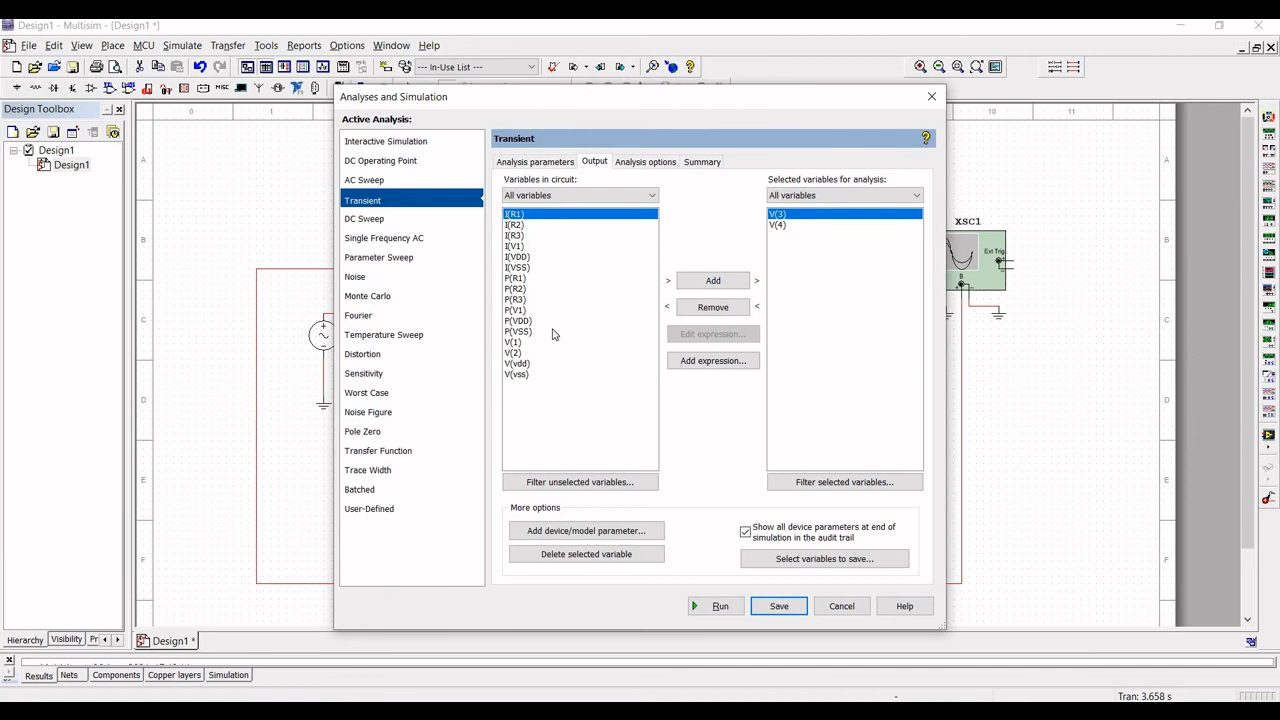 Design1 - Multisim - [Design1 *]
File Edit View Place MCU Simulate Transfer Tools Reports Options Window Help
--- In-Use List ---
Design Toolbox
Design1
Design1
0
10
11
A
B
C
D
E
F
A
B
C
D
E
XSC1
Ext Trig
B
Analyses and Simulation
Active Analysis:
Interactive Simulation
DC Operating Point
AC Sweep
Transient
DC Sweep
Single Frequency AC
Parameter Sweep
Noise
Monte Carlo
Fourier
Temperature Sweep
Distortion
Sensitivity
Worst Case
Noise Figure
Pole Zero
Transfer Function
Trace Width
Batched
User-Defined
Transient
Analysis parameters Output Analysis options Summary
Variables in circuit:
All variables
I(R1)
I(R2)
I(R3)
I(V1)
I(VDD)
I(VSS)
P(R1)
P(R2)
P(R3)
P(V1)
P(VDD)
P(VSS)
V(1)
V(2)
V(vdd)
V(vss)
Filter unselected variables...
> Add >
< Remove <
Edit expression...
Add expression...
Selected variables for analysis:
All variables
V(3)
V(4)
Filter selected variables...
More options
Add device/model parameter...
Delete selected variable
Show all device parameters at end of
simulation in the audit trail
Select variables to save...
Run Save Cancel Help
Hierarchy Visibility Pr
Design1 *
Results Nets Components Copper layers Simulation
Tran: 3.658 s